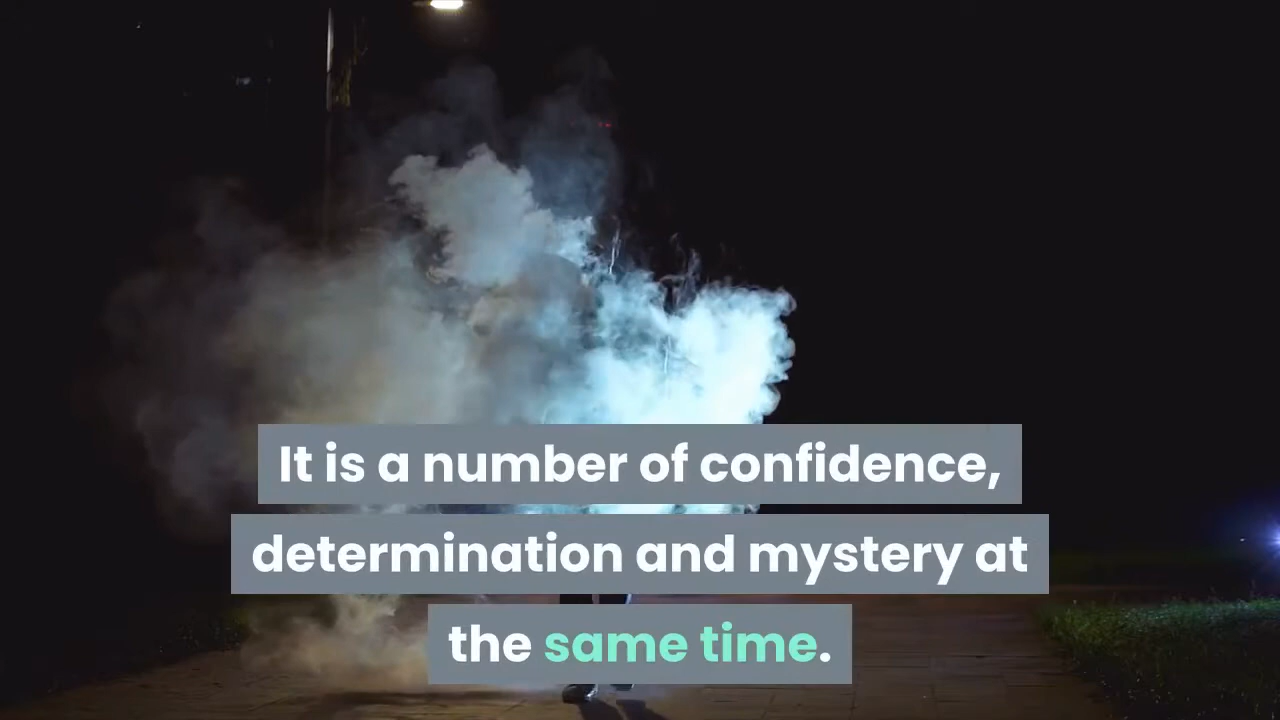 It is a number of confidence,
determination and mystery at
the same time.